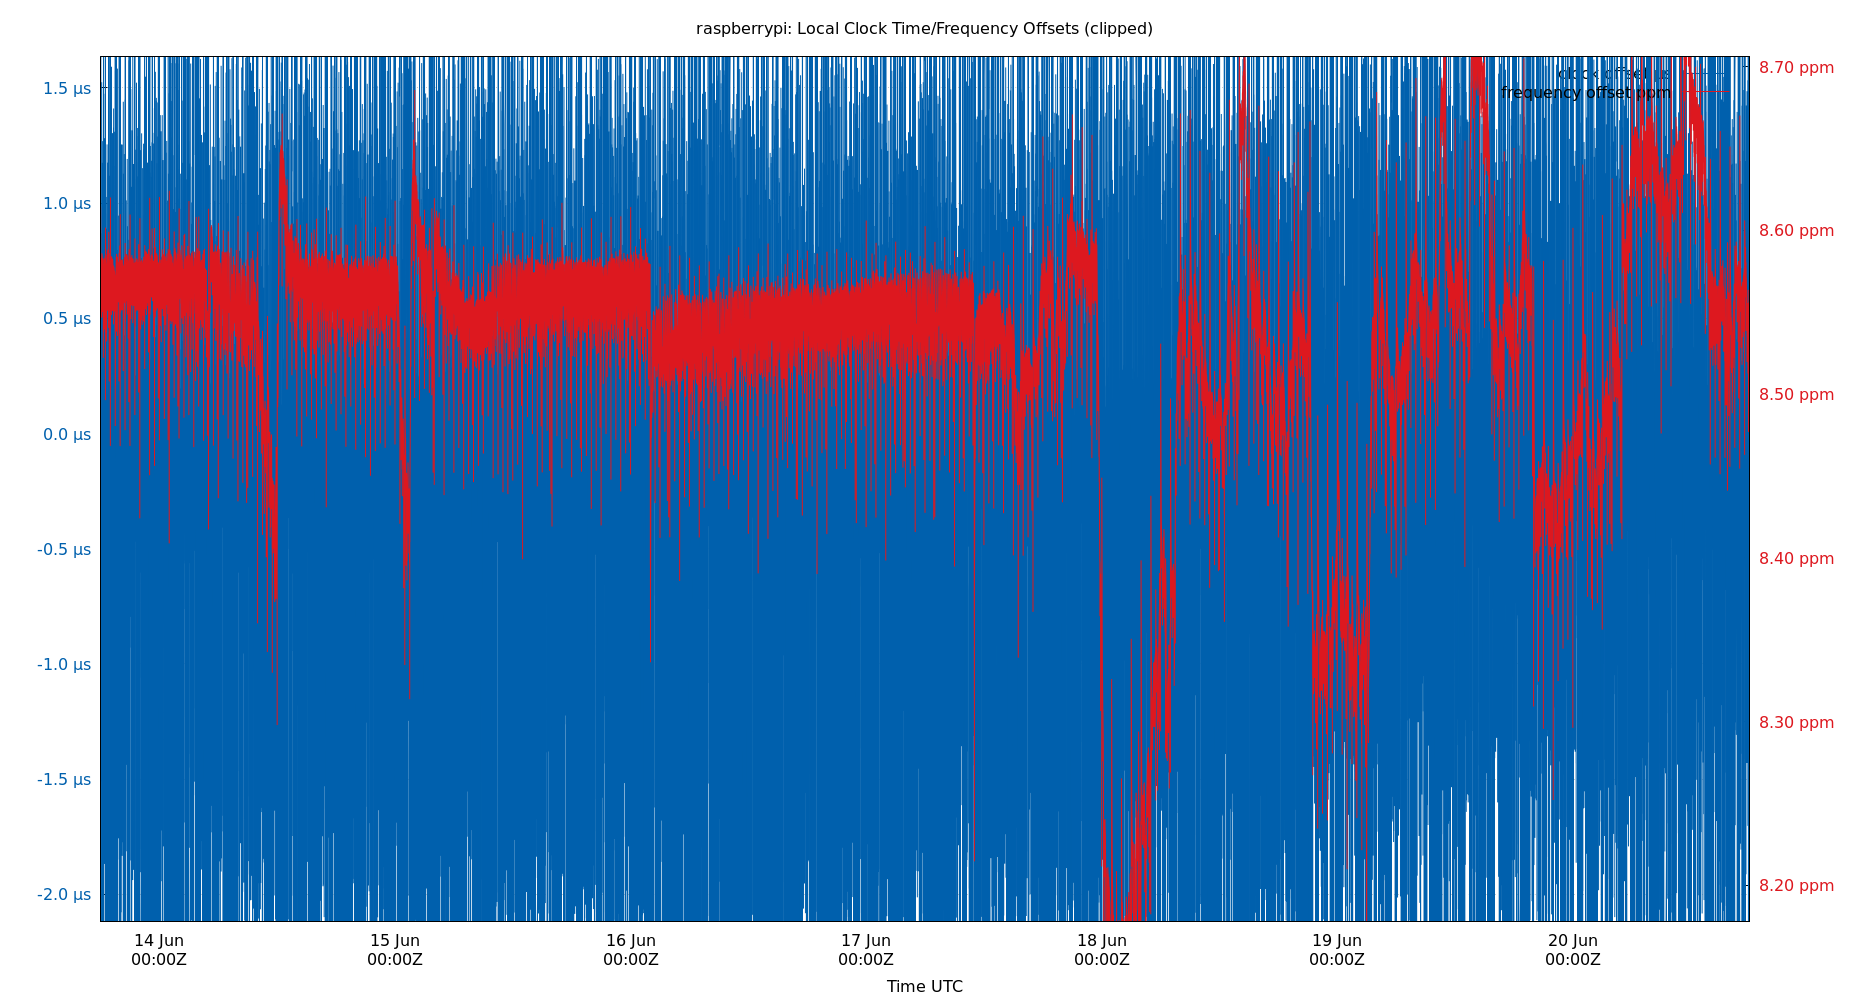 raspberrypi: Local Clock Time/Frequency Offsets (clipped)
clock offset µs
frequency offset ppm
1.5 µs
1.0 µs
0.5 µs
0.0 µs
-0.5 µs
-1.0 µs
-1.5 µs
-2.0 µs
8.70 ppm
8.60 ppm
8.50 ppm
8.40 ppm
8.30 ppm
8.20 ppm
14 Jun 15 Jun 16 Jun 17 Jun 18 Jun 19 Jun 20 Jun
00:00Z 00:00Z 00:00Z 00:00Z 00:00Z 00:00Z 00:00Z
Time UTC